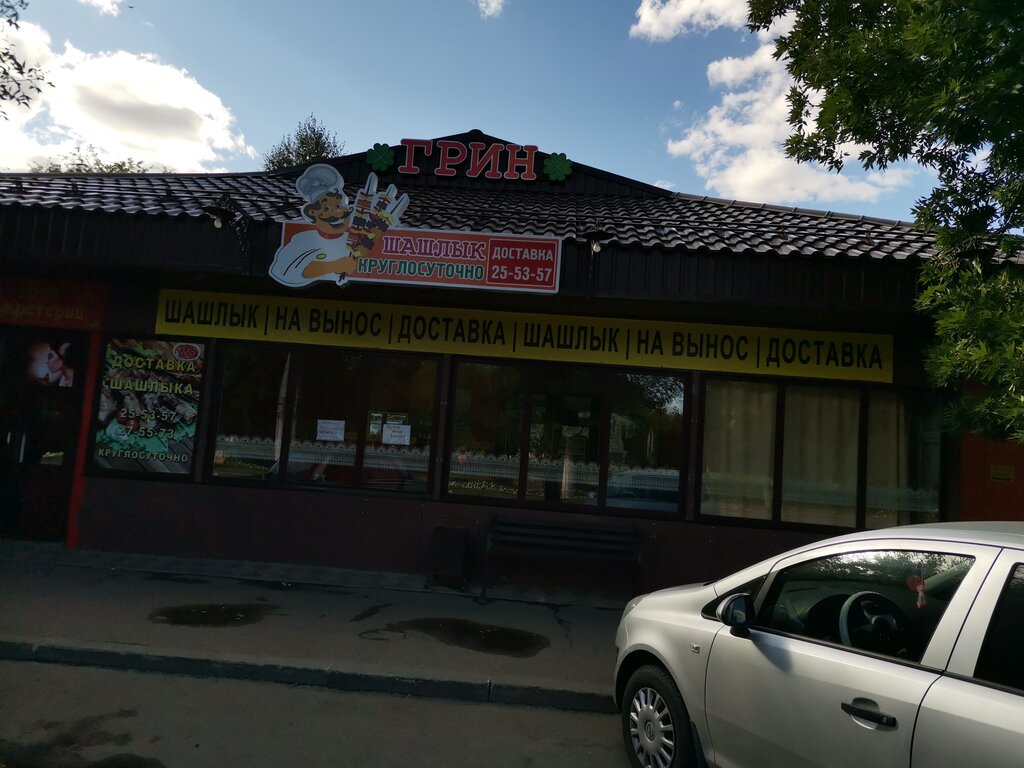 ГРИН
ШАШЛЫК
КРУГЛОСУТОЧНО
ДОСТАВКА
25-53-57
ШАШЛЫК | НА ВЫНОС | ДОСТАВКА | ШАШЛЫК | НА ВЫНОС | ДОСТАВКА
ДОСТАВКА
ШАШЛЫКА
25-53-57
КРУГЛОСУТОЧНО